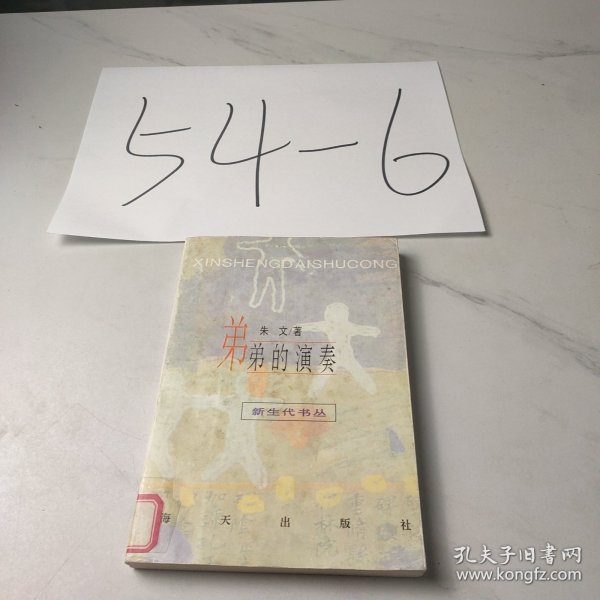 54-6
XINSHENGDAISHUCONG
朱文/著
弟弟的演奏
新生代书丛
海天出版社
孔夫子旧书网
www.kongfz.com